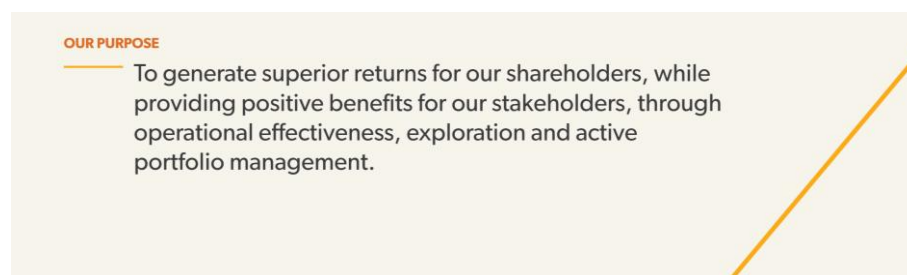 OUR PURPOSE
To generate superior returns for our shareholders, while
providing positive benefits for our stakeholders, through
operational effectiveness, exploration and active
portfolio management.